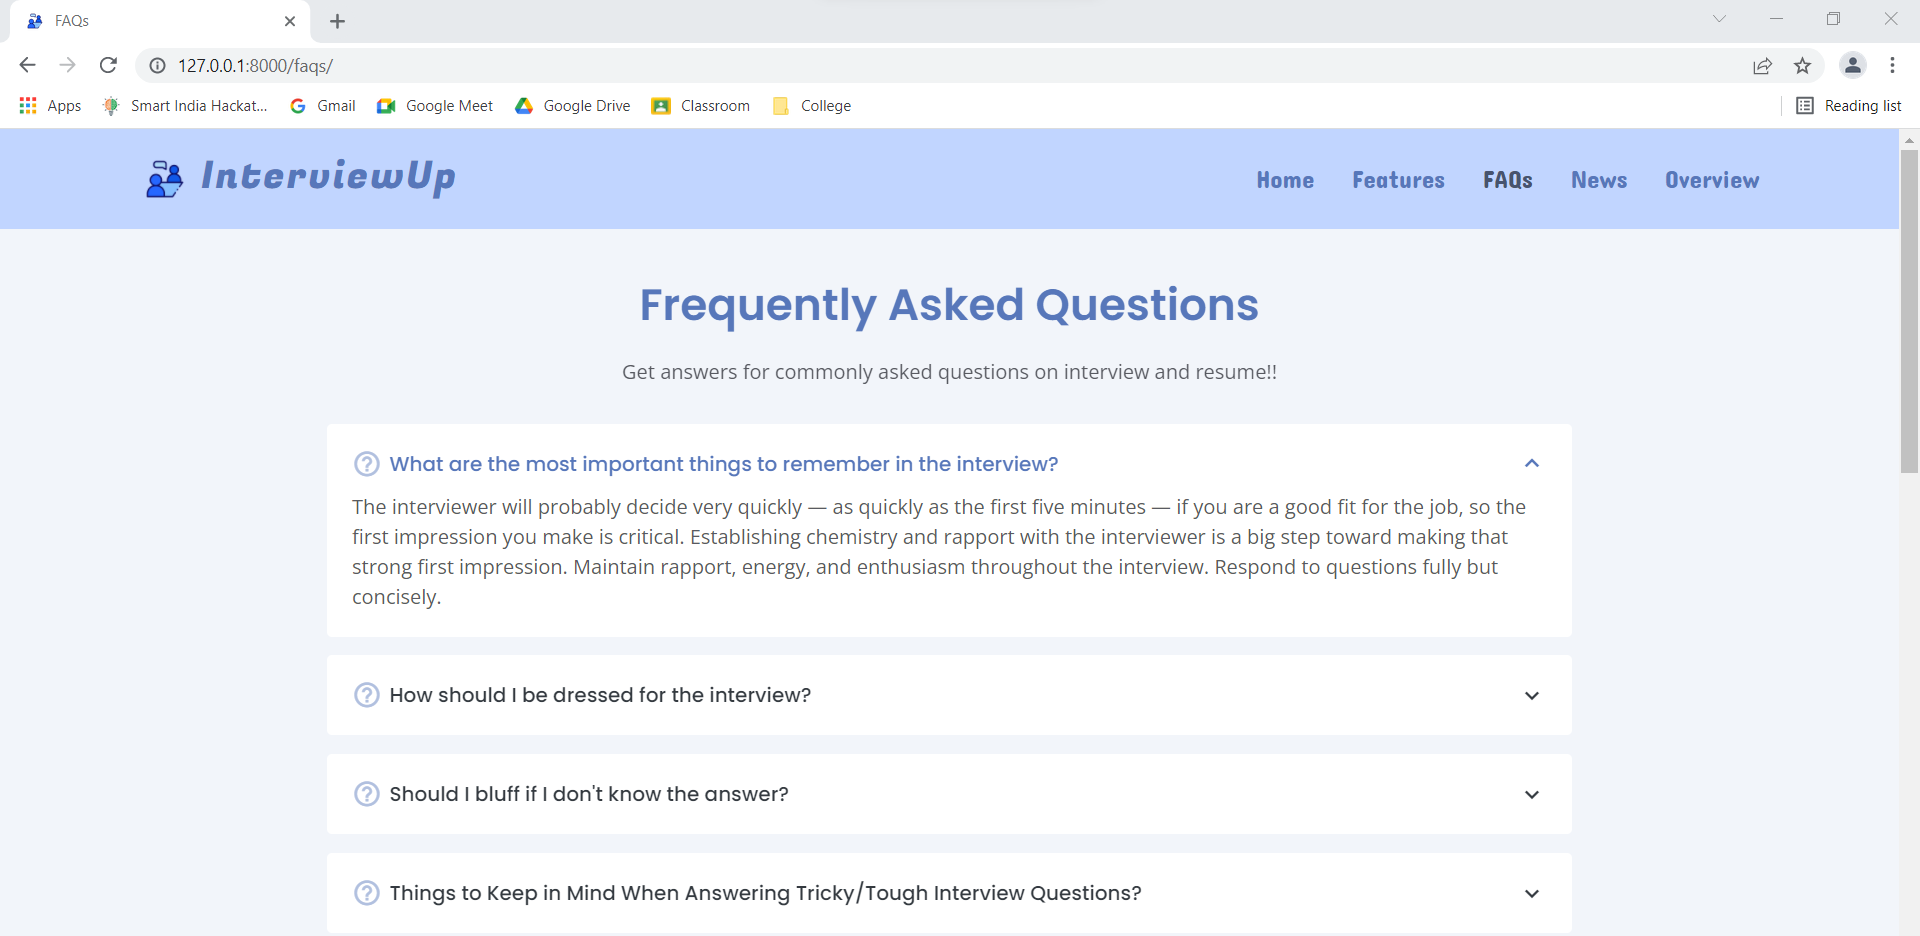 FAQs
127.0.0.1:8000/faqs/
Apps Smart India Hackat... Gmail Google Meet Google Drive Classroom College Reading list
InterviewUp
Home Features FAQs News Overview
Frequently Asked Questions
Get answers for commonly asked questions on interview and resume!!
What are the most important things to remember in the interview?
The interviewer will probably decide very quickly — as quickly as the first five minutes — if you are a good fit for the job, so the
first impression you make is critical. Establishing chemistry and rapport with the interviewer is a big step toward making that
strong first impression. Maintain rapport, energy, and enthusiasm throughout the interview. Respond to questions fully but
concisely.
How should I be dressed for the interview?
Should I bluff if I don't know the answer?
Things to Keep in Mind When Answering Tricky/Tough Interview Questions?